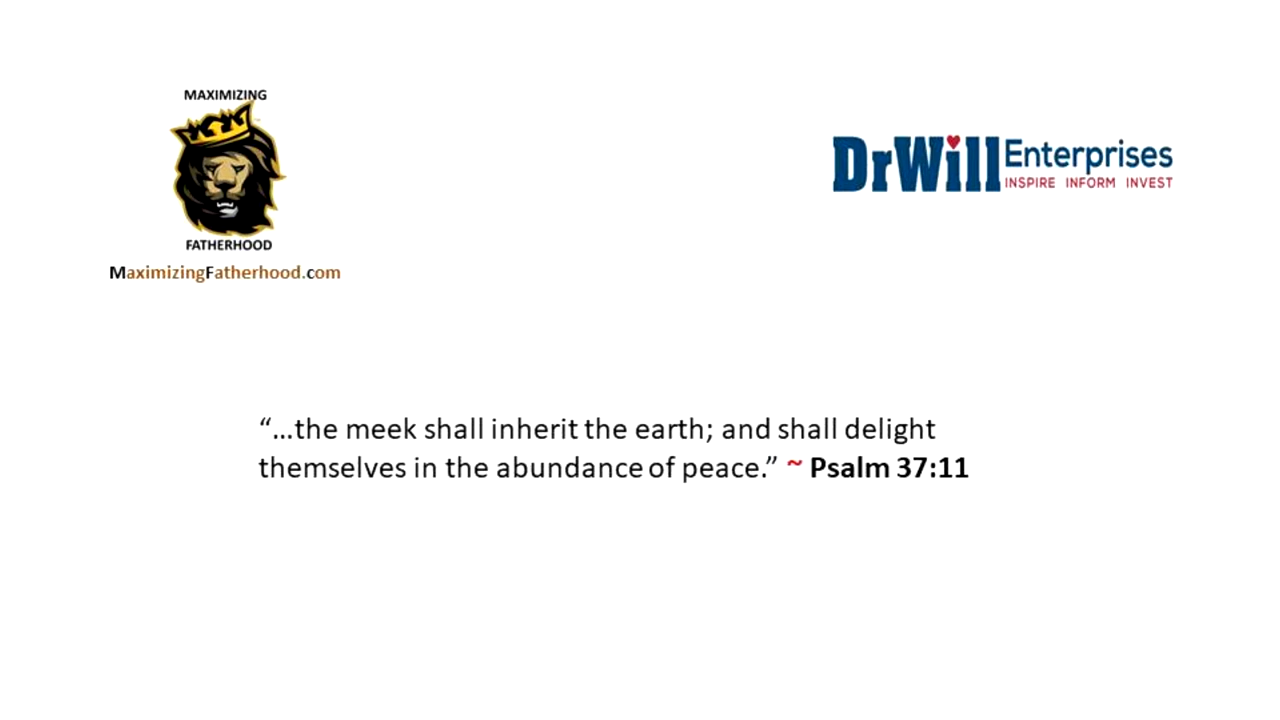 MAXIMIZING
FATHERHOOD
MaximizingFatherhood.com
DrWill Enterprises
INSPIRE INFORM INVEST
“...the meek shall inherit the earth; and shall delight
themselves in the abundance of peace.” ~ Psalm 37:11